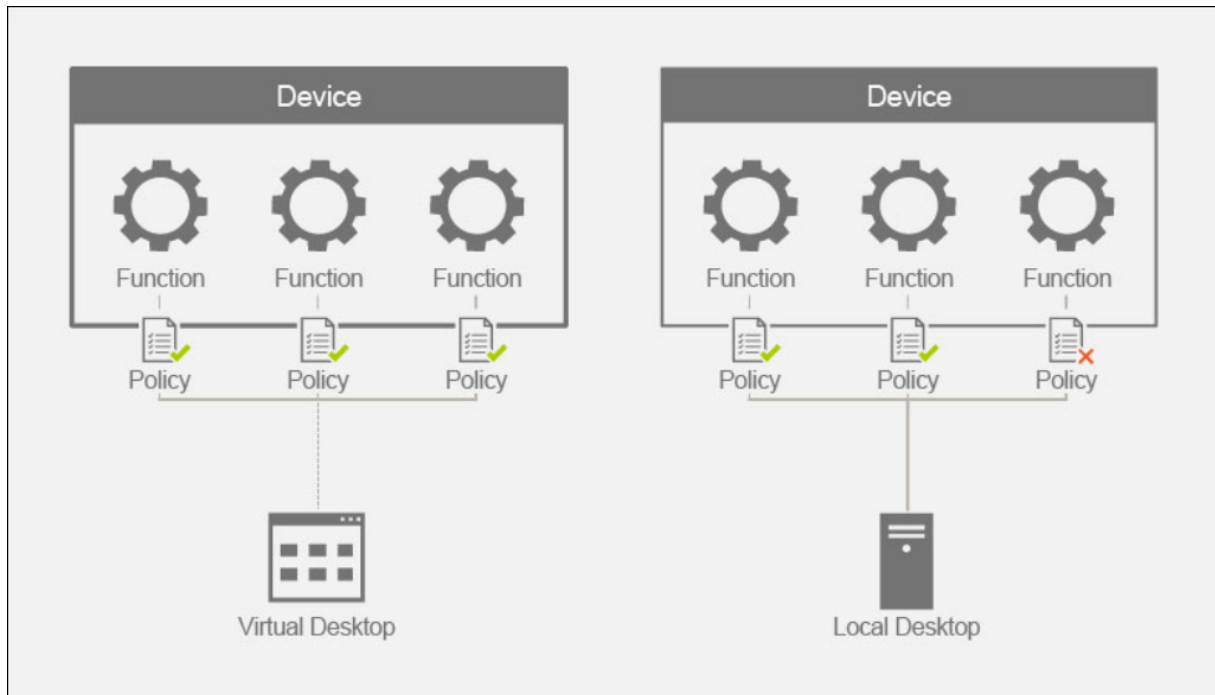 Device
Function Function Function
Policy Policy Policy
Virtual Desktop
Device
Function Function Function
Policy Policy Policy
Local Desktop